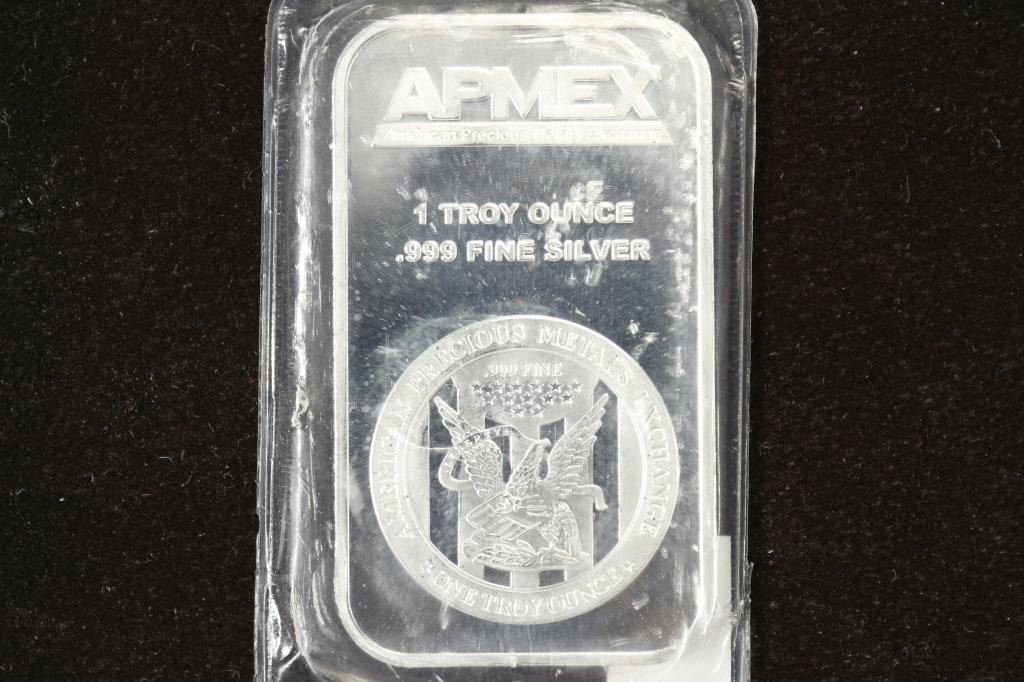 APMEX
American Precious Metals Exchange
1 TROY OUNCE
.999 FINE SILVER
AMERICAN PRECIOUS METALS EXCHANGE
.999 FINE
LIBERTY
★ ONE TROY OUNCE ★